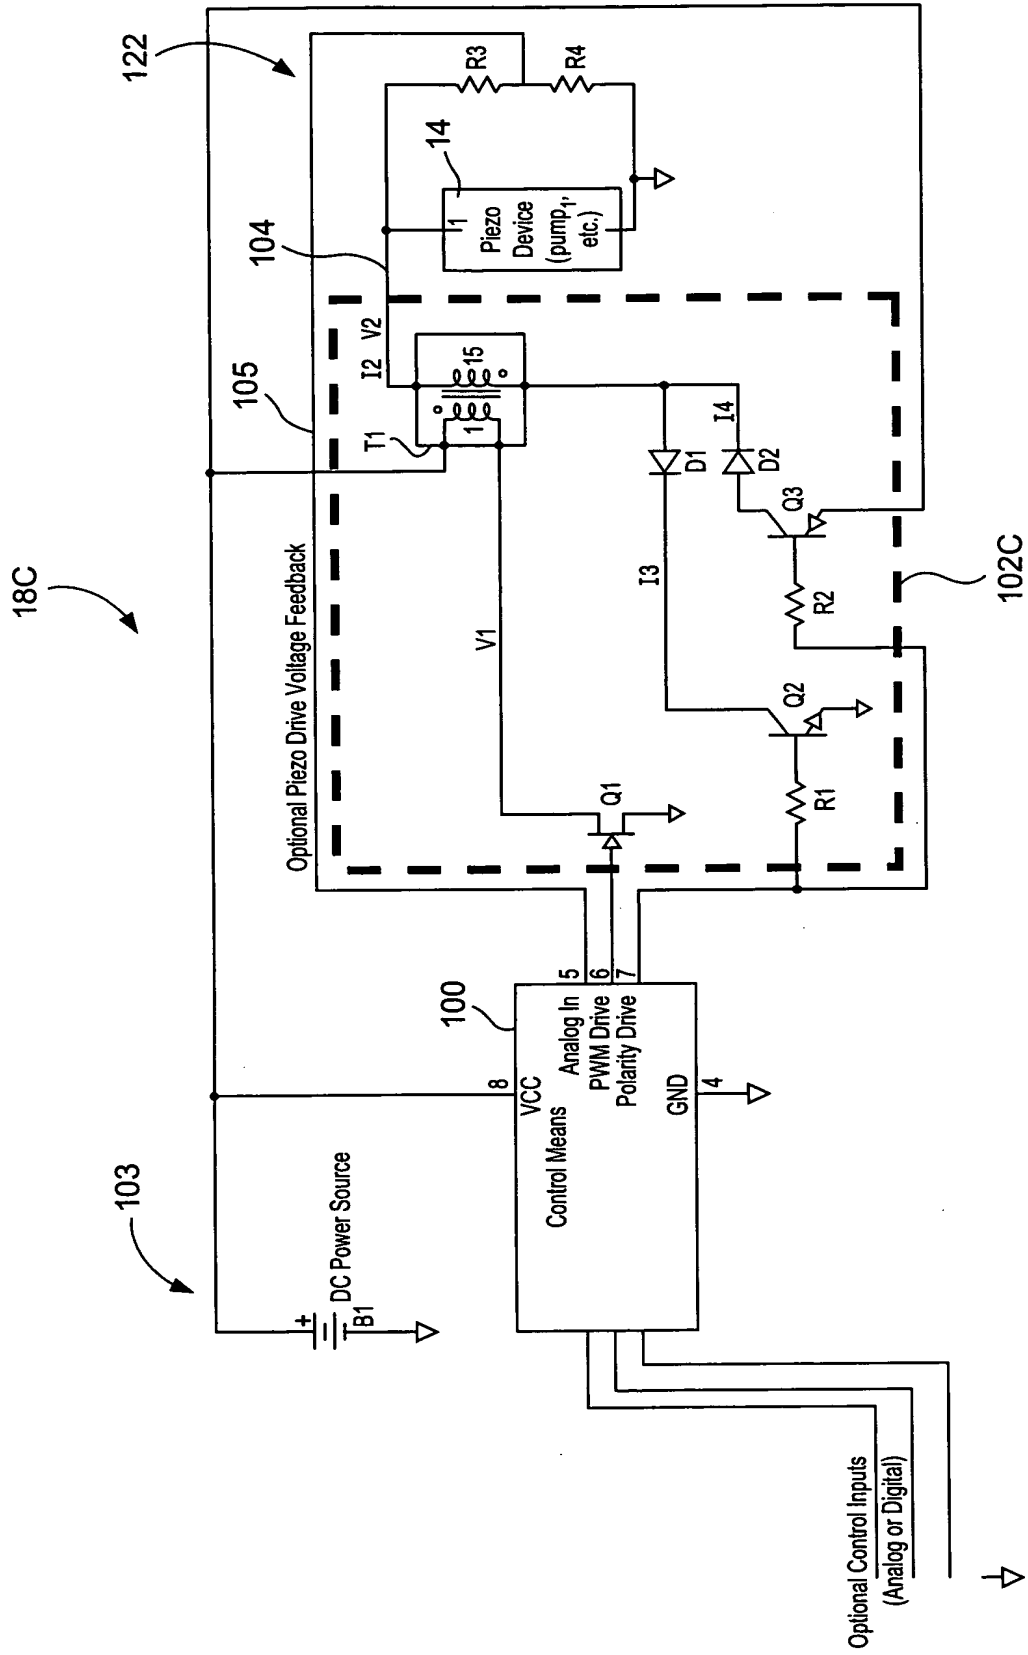 18C
103
122
+
B1
DC Power Source
Optional Piezo Drive Voltage Feedback
105
104
T1
I2
V2
1
15
14
1
Piezo
Device
(pump1,
etc.)
R3
R4
8
VCC
100
Control Means
Analog In
5
PWM Drive
6
Polarity Drive
7
GND
4
V1
Q1
I3
D1
I4
D2
R1
Q2
R2
Q3
102C
Optional Control Inputs
(Analog or Digital)